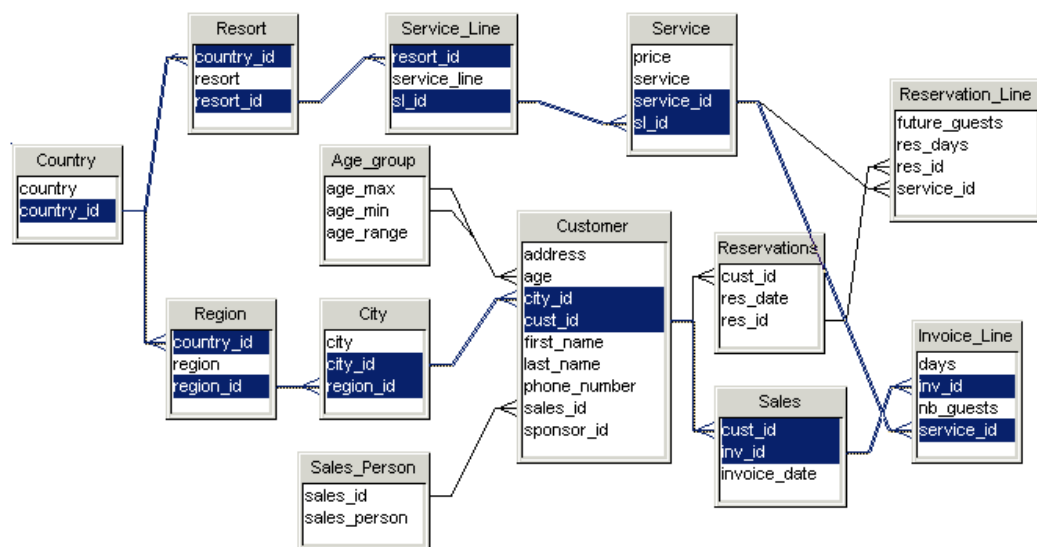 Resort
country_id
resort
resort_id
Service_Line
resort_id
service_line
sl_id
Service
price
service
service_id
sl_id
Reservation_Line
future_guests
res_days
res_id
service_id
Country
country
country_id
Age_group
age_max
age_min
age_range
Customer
address
age
city_id
cust_id
first_name
last_name
phone_number
sales_id
sponsor_id
Reservations
cust_id
res_date
res_id
Region
country_id
region
region_id
City
city
city_id
region_id
Invoice_Line
days
inv_id
nb_guests
service_id
Sales
cust_id
inv_id
invoice_date
Sales_Person
sales_id
sales_person